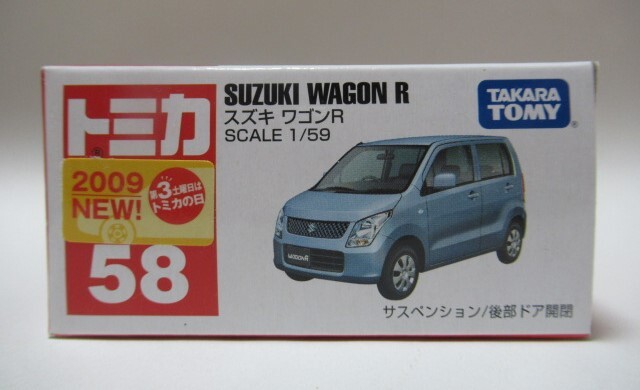 トミカ
®
2009
NEW!
第3土曜日は
トミカの日
58
SUZUKI WAGON R
スズキ ワゴンR
SCALE 1/59
TAKARA
TOMY®
WAGON R
サスペンション/後部ドア開閉